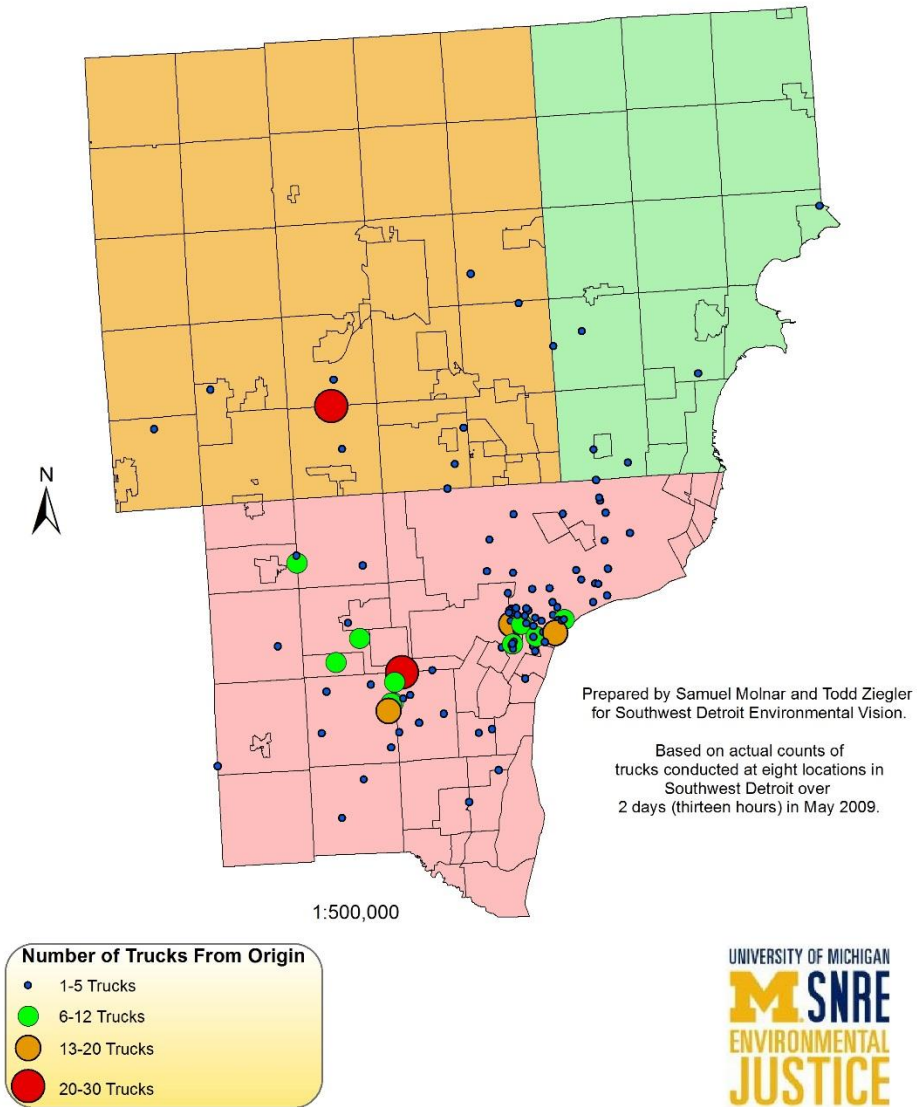 N
Prepared by Samuel Molnar and Todd Ziegler
for Southwest Detroit Environmental Vision.
Based on actual counts of
trucks conducted at eight locations in
Southwest Detroit over
2 days (thirteen hours) in May 2009.
1:500,000
Number of Trucks From Origin
1-5 Trucks
6-12 Trucks
13-20 Trucks
20-30 Trucks
UNIVERSITY OF MICHIGAN
M SNRE
ENVIRONMENTAL
JUSTICE